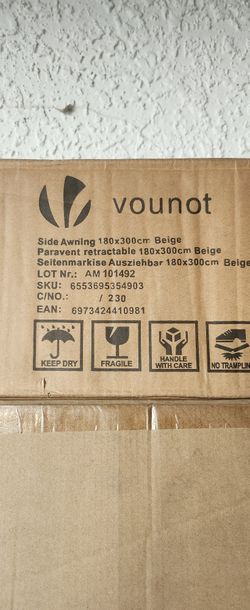 vounot
Side Awning 180x300cm Beige
Paravent retractable 180x300cm Beige
Seitenmarkise Ausziehbar 180x300cm Beige
LOT Nr.: AM 101492
SKU: 6553695354903
C/NO.: / 230
EAN: 6973424410981
KEEP DRY
FRAGILE
HANDLE
WITH CARE
NO TRAMPLIN